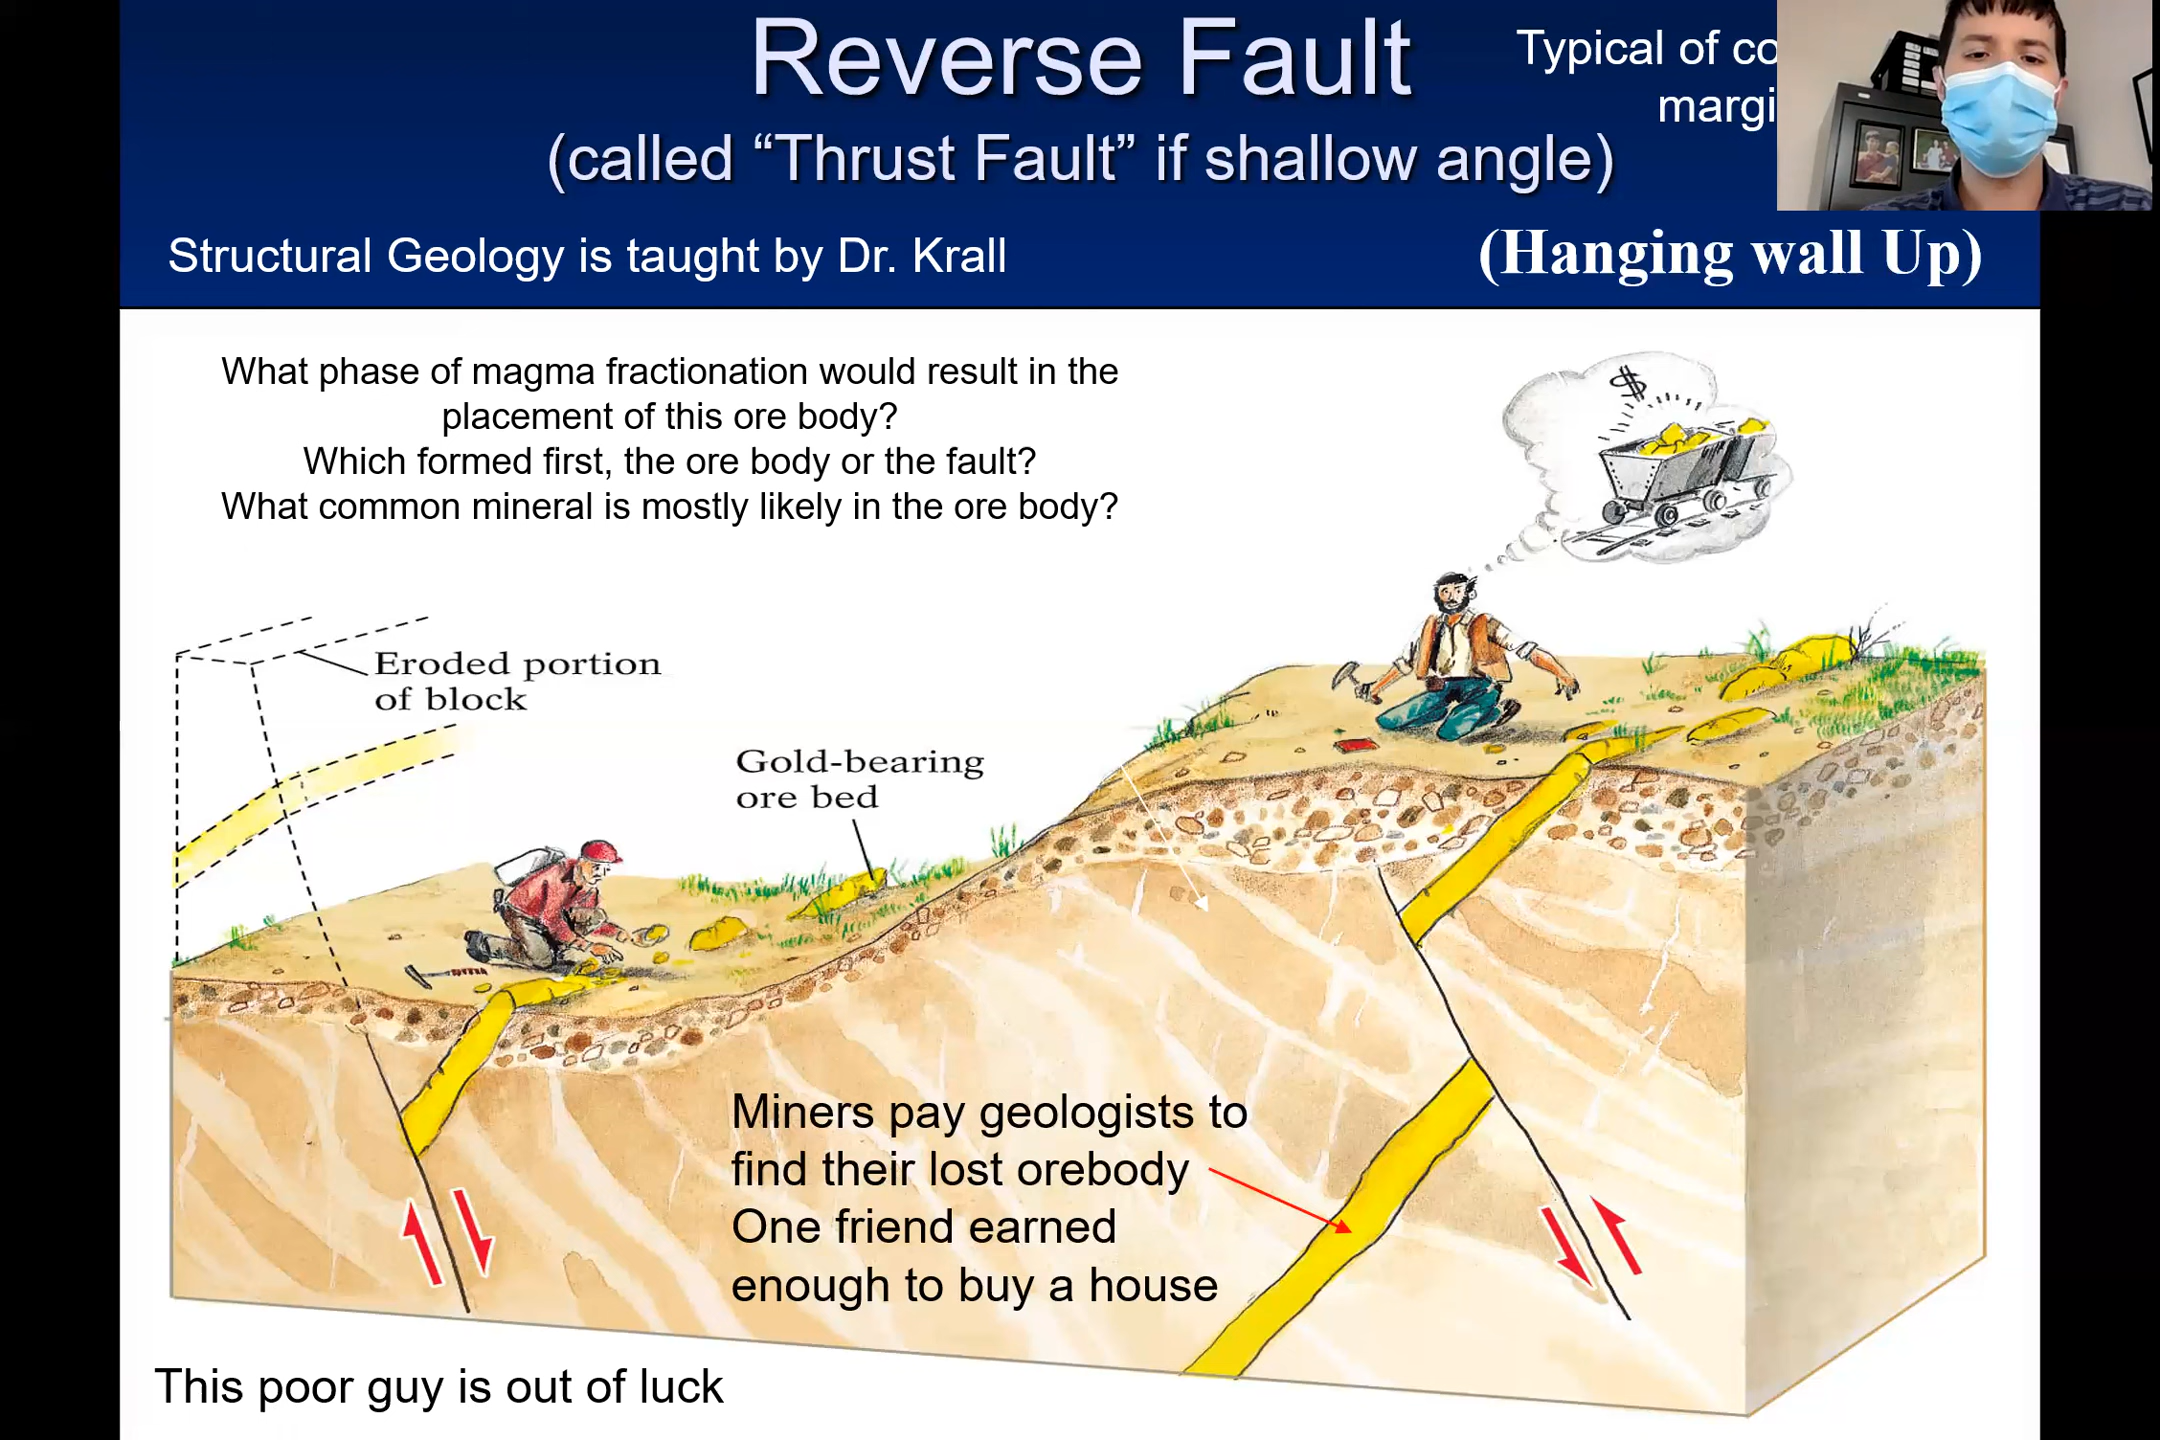 Reverse Fault
Typical of
(called “Thrust Fault” if shallow angle)
Structural Geology is taught by Dr. Krall
(Hanging wall Up)
What phase of magma fractionation would result in the
placement of this ore body?
Which formed first, the ore body or the fault?
What common mineral is mostly likely in the ore body?
$
Eroded portion
of block
Gold-bearing
ore bed
Miners pay geologists to
find their lost orebody
One friend earned
enough to buy a house
This poor guy is out of luck